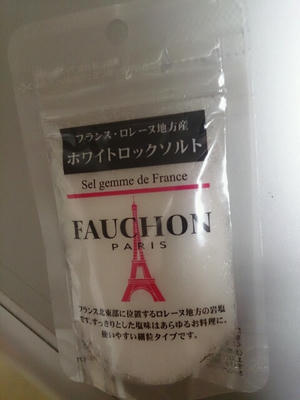 フランス・ロレーヌ地方産
ホワイトロックソルト
Sel gemme de France
FAUCHON
PARIS
フランス北東部に位置するロレーヌ地方の岩塩
です。すっきりとした塩味はあらゆるお料理に、
使いやすい細粒タイプです。